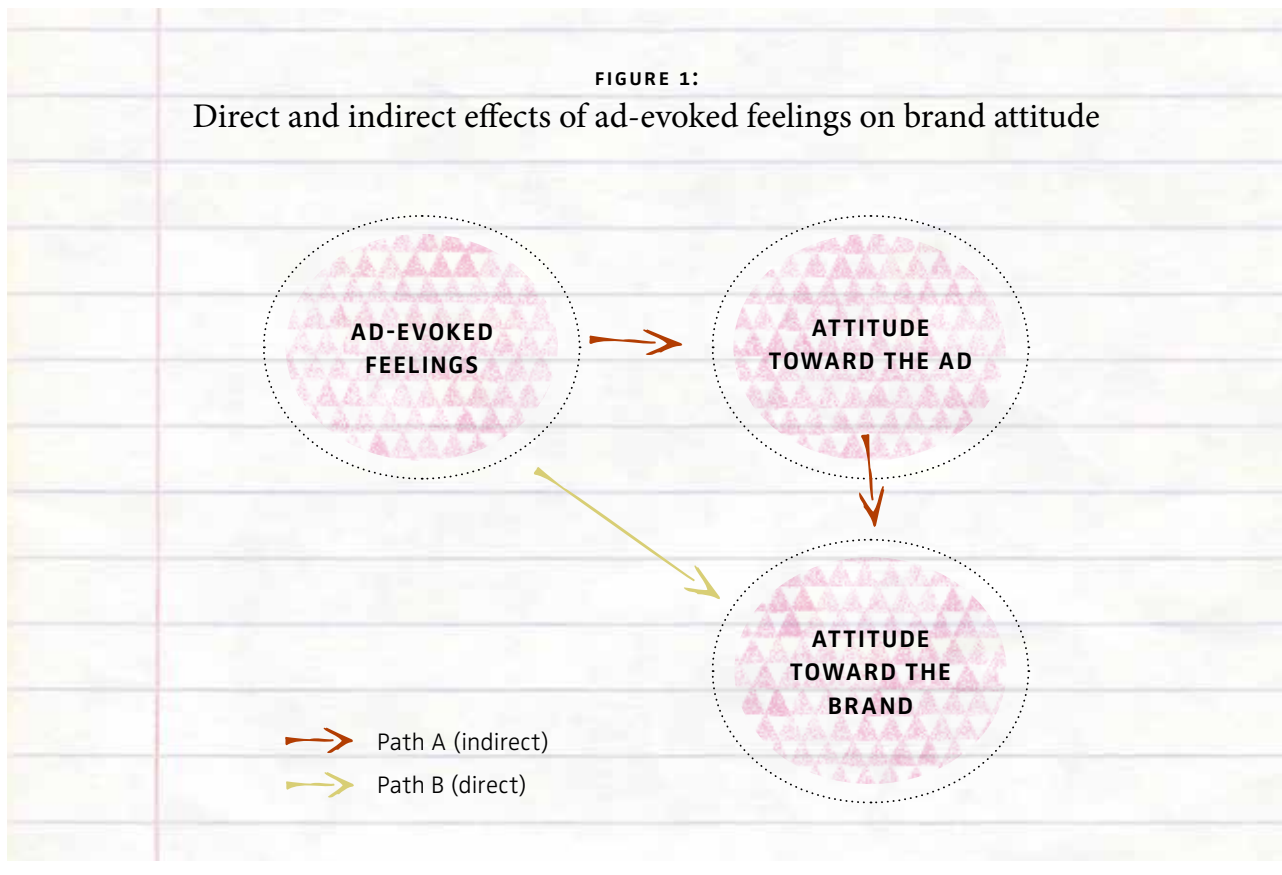 FIGURE 1:
Direct and indirect effects of ad-evoked feelings on brand attitude
AD-EVOKED
FEELINGS
ATTITUDE
TOWARD THE AD
ATTITUDE
TOWARD THE
BRAND
Path A (indirect)
Path B (direct)